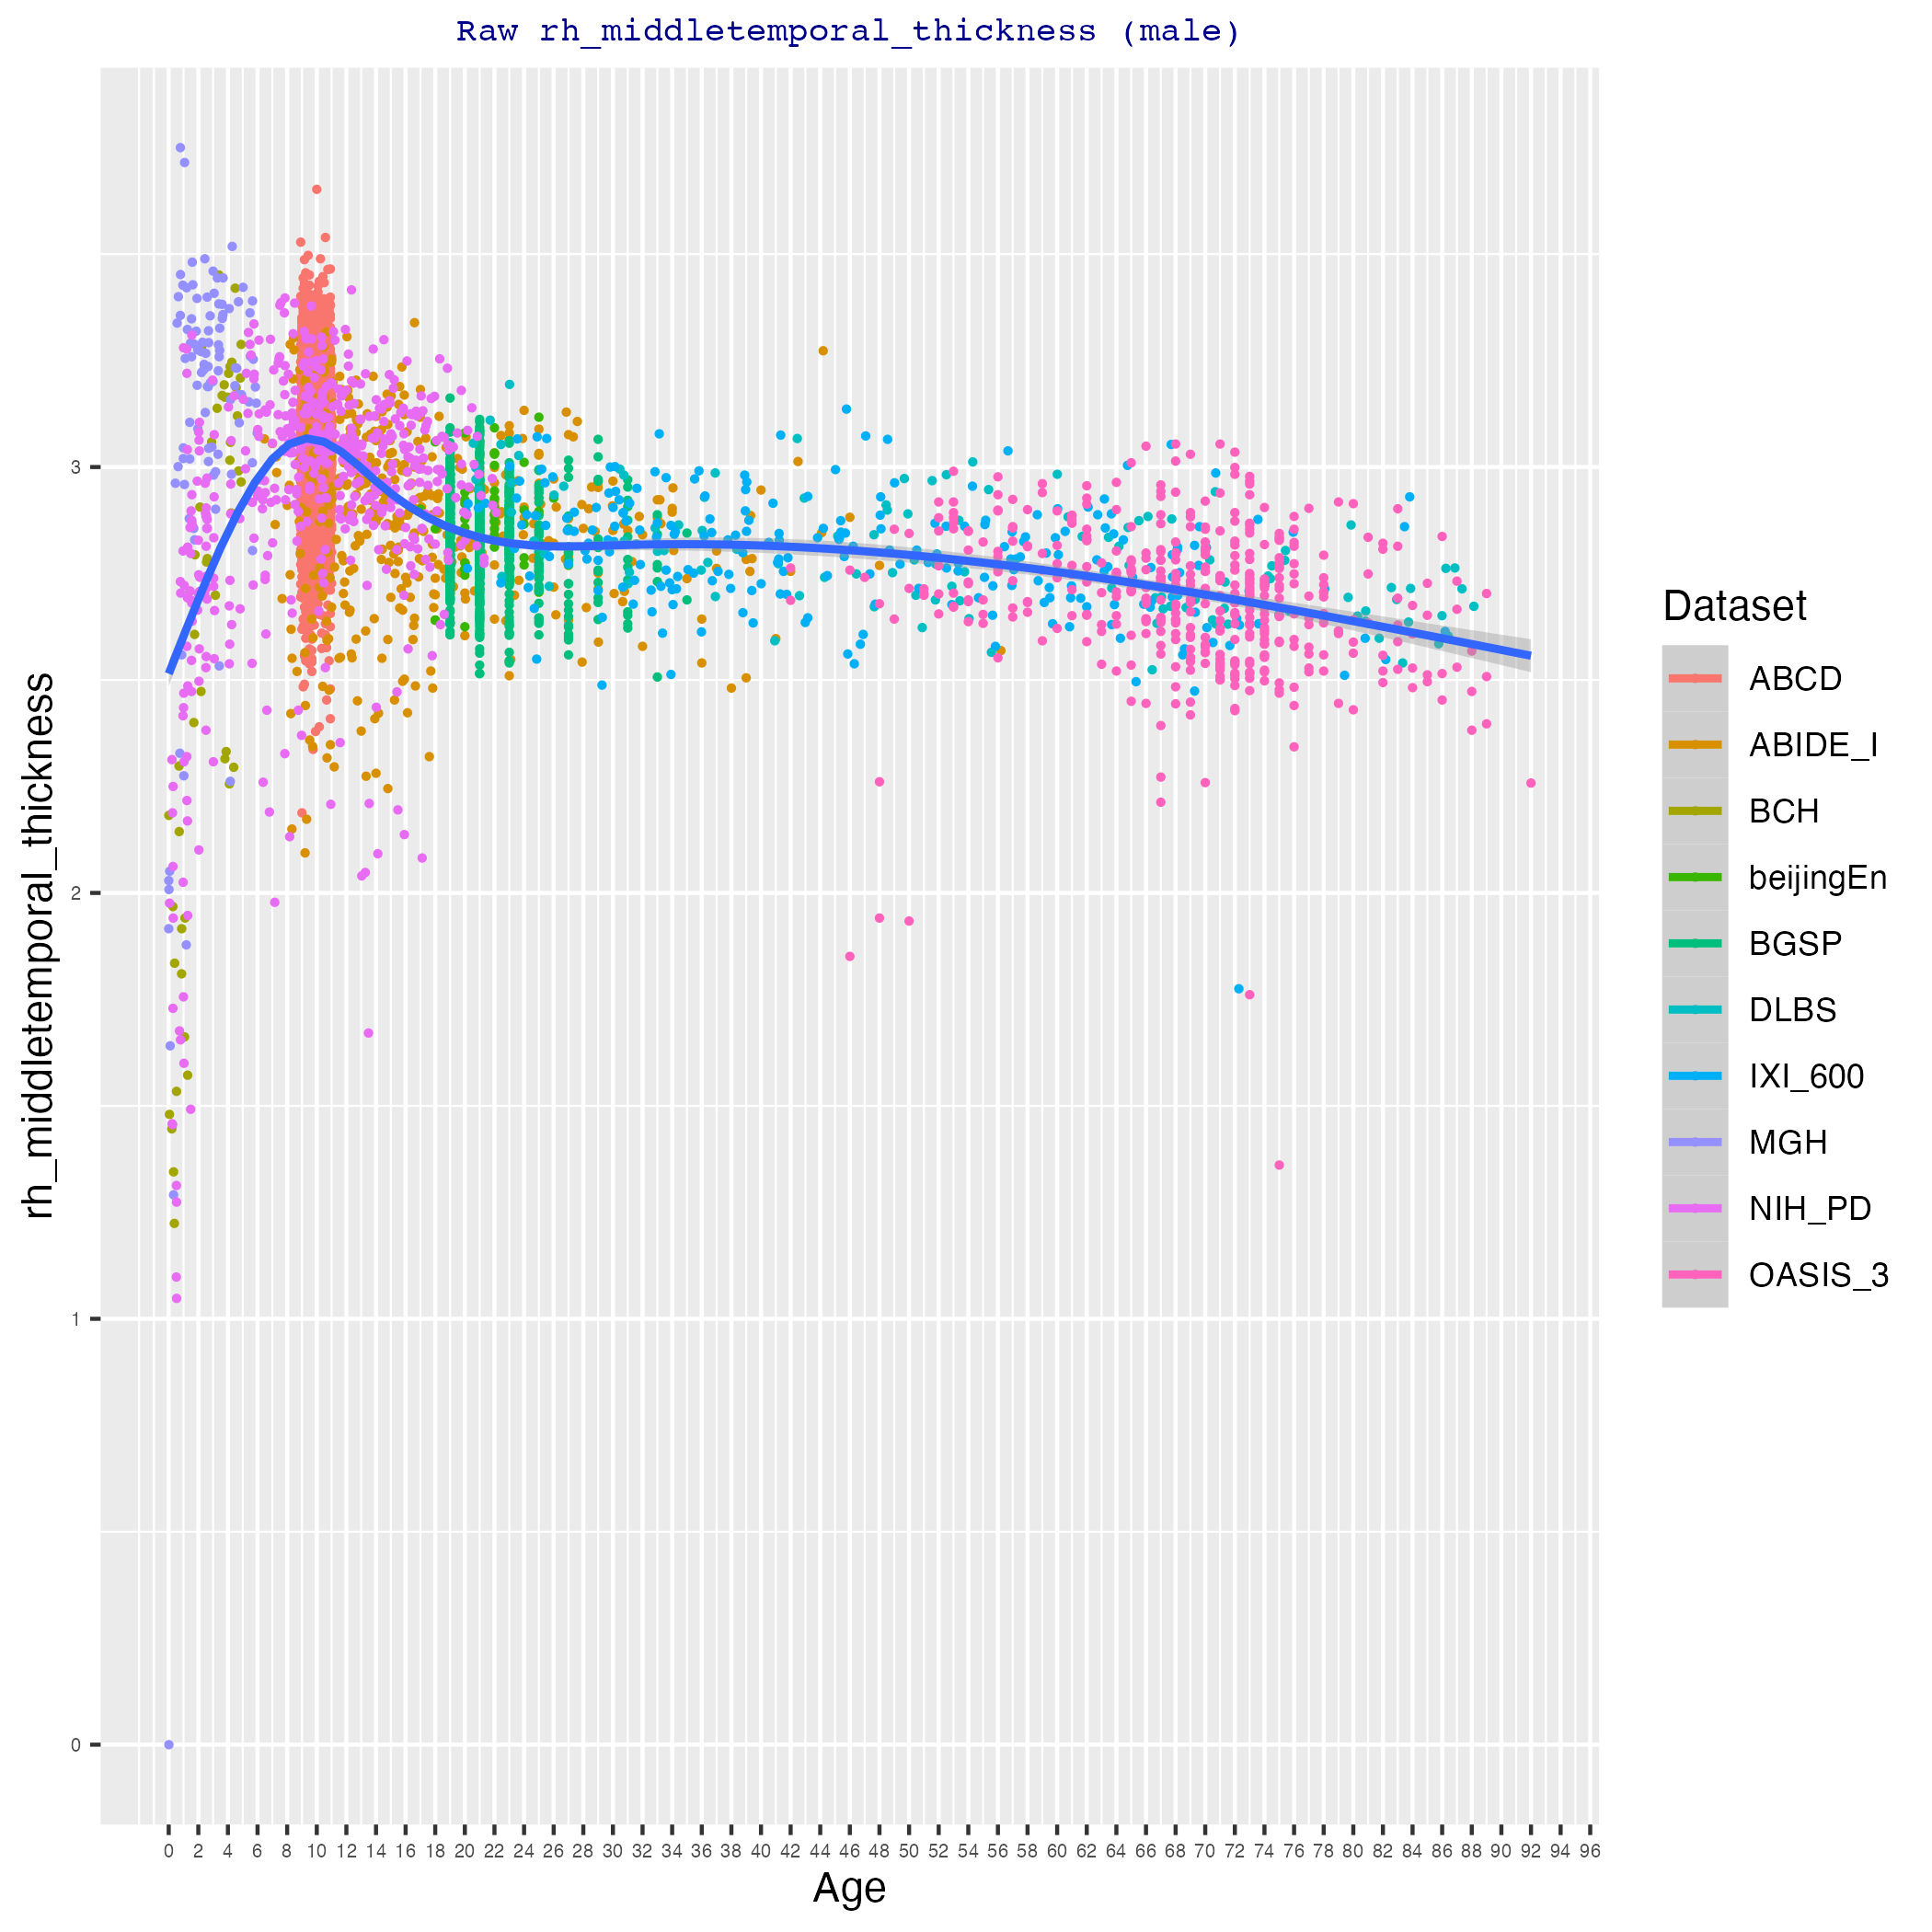 Raw rh_middletemporal_thickness (male)
rh_middletemporal_thickness
3
2
1
0
0 2 4 6 8 10 12 14 16 18 20 22 24 26 28 30 32 34 36 38 40 42 44 46 48 50 52 54 56 58 60 62 64 66 68 70 72 74 76 78 80 82 84 86 88 90 92 94 96
Age
Dataset
ABCD
ABIDE_I
BCH
beijingEn
BGSP
DLBS
IXI_600
MGH
NIH_PD
OASIS_3